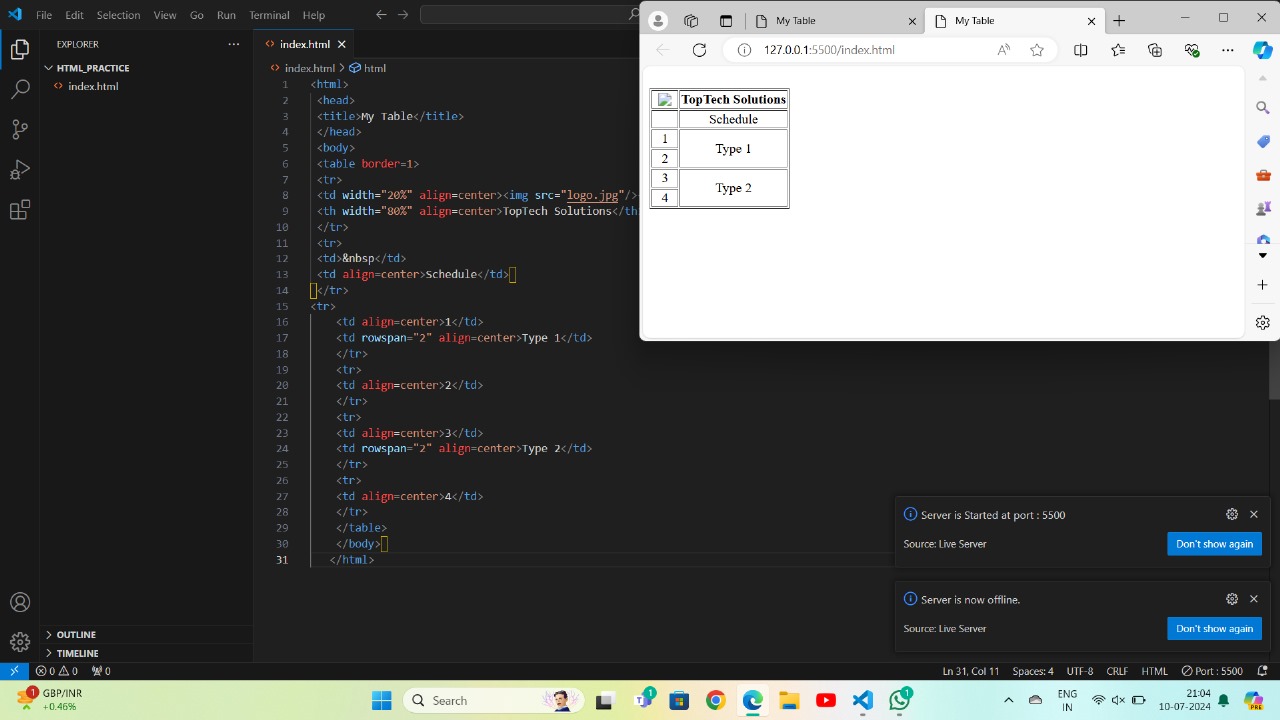 File Edit Selection View Go Run Terminal Help
EXPLORER
HTML_PRACTICE
index.html
OUTLINE
TIMELINE
index.html
index.html > html
1 <html>
2 <head>
3 <title>My Table</title>
4 </head>
5 <body>
6 <table border=1>
7 <tr>
8 <td width="20%" align=center><img src="logo.jpg"/>
9 <th width="80%" align=center>TopTech Solutions</th
10 </tr>
11 <tr>
12 <td>&nbsp</td>
13 <td align=center>Schedule</td>
14 </tr>
15 <tr>
16 <td align=center>1</td>
17 <td rowspan="2" align=center>Type 1</td>
18 </tr>
19 <tr>
20 <td align=center>2</td>
21 </tr>
22 <tr>
23 <td align=center>3</td>
24 <td rowspan="2" align=center>Type 2</td>
25 </tr>
26 <tr>
27 <td align=center>4</td>
28 </tr>
29 </table>
30 </body>
31 </html>
My Table
My Table
127.0.0.1:5500/index.html
TopTech Solutions
Schedule
1
Type 1
2
3
Type 2
4
Server is Started at port : 5500
Source: Live Server
Don't show again
Server is now offline.
Source: Live Server
Don't show again
0 0 0
Ln 31, Col 11 Spaces: 4 UTF-8 CRLF HTML Port : 5500
1
GBP/INR
+0.46%
Search
1
1
ENG
IN
21:04
10-07-2024
PRE